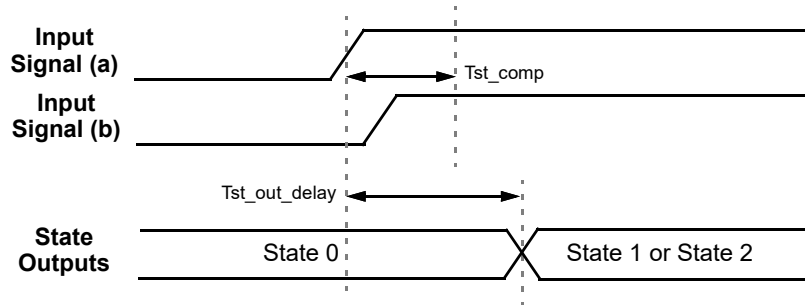 Input
Signal (a)
Tst_comp
Input
Signal (b)
Tst_out_delay
State
Outputs
State 0
State 1 or State 2